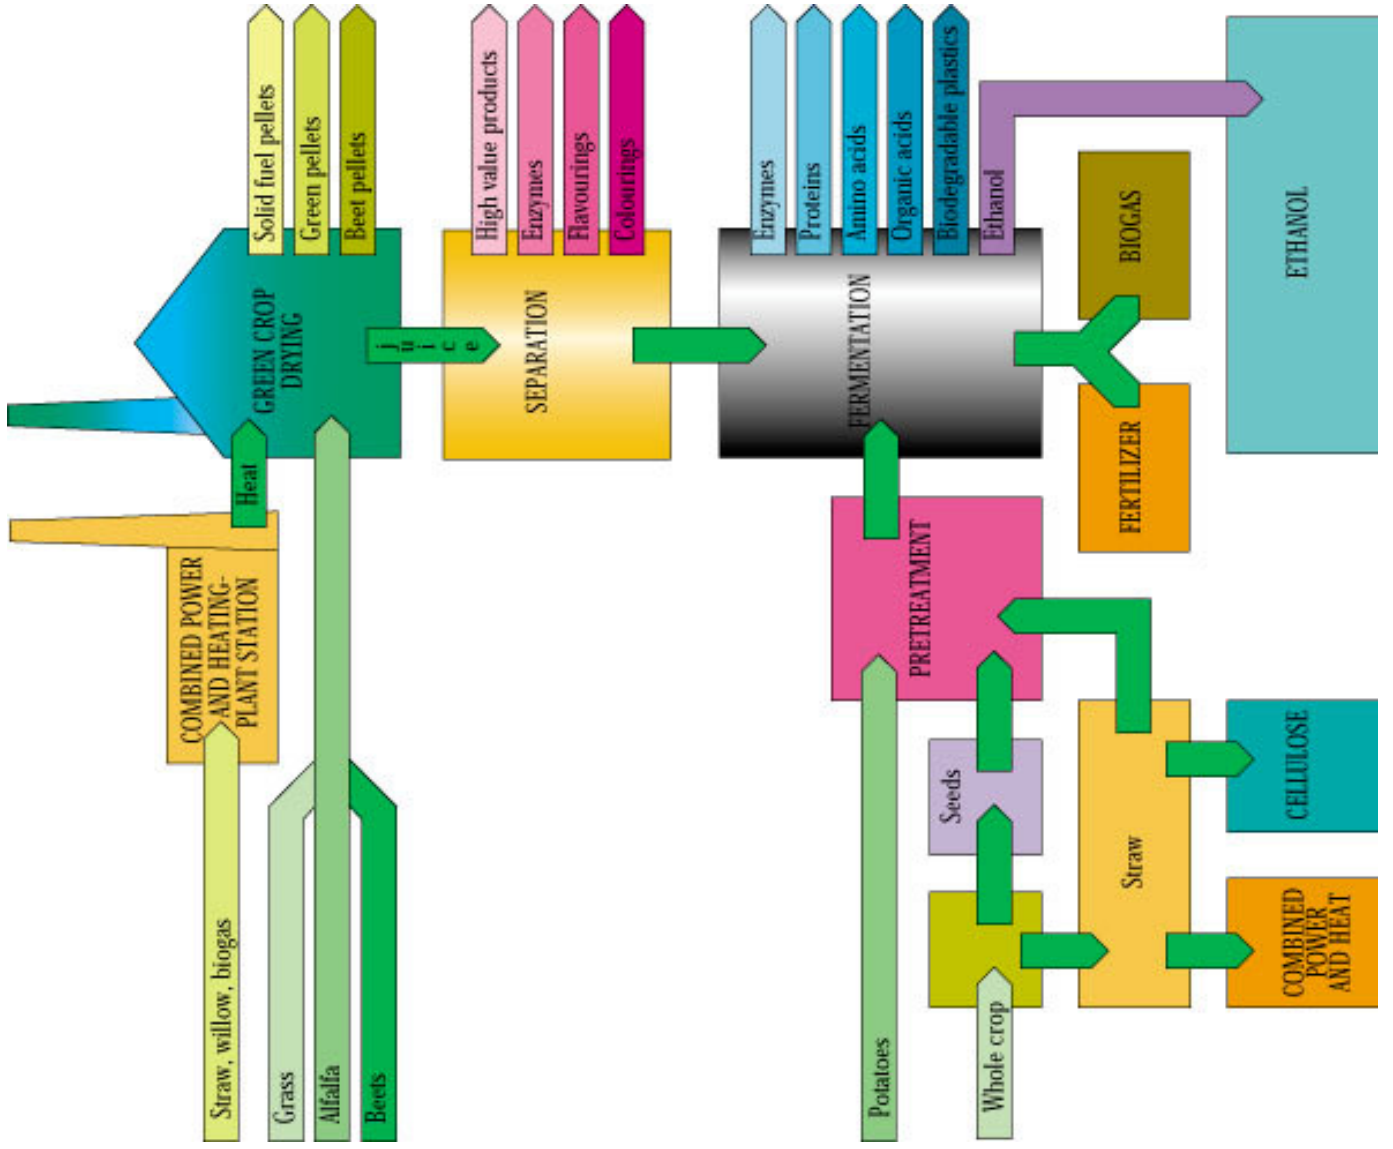 Straw, willow, biogas
COMBINED POWER
AND HEATING-
PLANT STATION
Heat
Grass
Alfalfa
Beets
GREEN CROP
DRYING
Solid fuel pellets
Green pellets
Beet pellets
juice
SEPARATION
High value products
Enzymes
Flavourings
Colourings
Potatoes
Whole crop
Seeds
PRETREATMENT
FERMENTATION
Enzymes
Proteins
Amino acids
Organic acids
Biodegradable plastics
Ethanol
Straw
FERTILIZER
BIOGAS
COMBINED
POWER
AND HEAT
CELLULOSE
ETHANOL